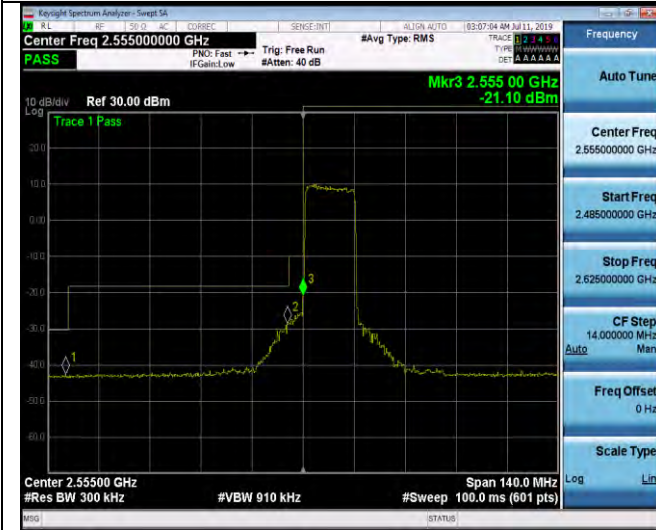 Keysight Spectrum Analyzer - Swept SA
RL RF 50 Ω AC CORREC SENSE:INT ALIGN AUTO 03:07:04 AM Jul 11, 2019
Center Freq 2.555000000 GHz #Avg Type: RMS TRACE 1 2 3 4 5 6
PASS PNO: Fast Trig: Free Run TYPE M WWWWW
IFGain:Low #Atten: 40 dB DET A A A A A A
Mkr3 2.555 00 GHz
10 dB/div Ref 30.00 dBm -21.10 dBm
Log
Trace 1 Pass
20.0
10.0
0.00
-10.0
-20.0
-30.0
-40.0
-50.0
-60.0
1
2
3
Center 2.55500 GHz Span 140.0 MHz
#Res BW 300 kHz #VBW 910 kHz #Sweep 100.0 ms (601 pts)
MSG STATUS
Frequency
Auto Tune
Center Freq
2.555000000 GHz
Start Freq
2.485000000 GHz
Stop Freq
2.625000000 GHz
CF Step
14.000000 MHz
Auto Man
Freq Offset
0 Hz
Scale Type
Log Lin